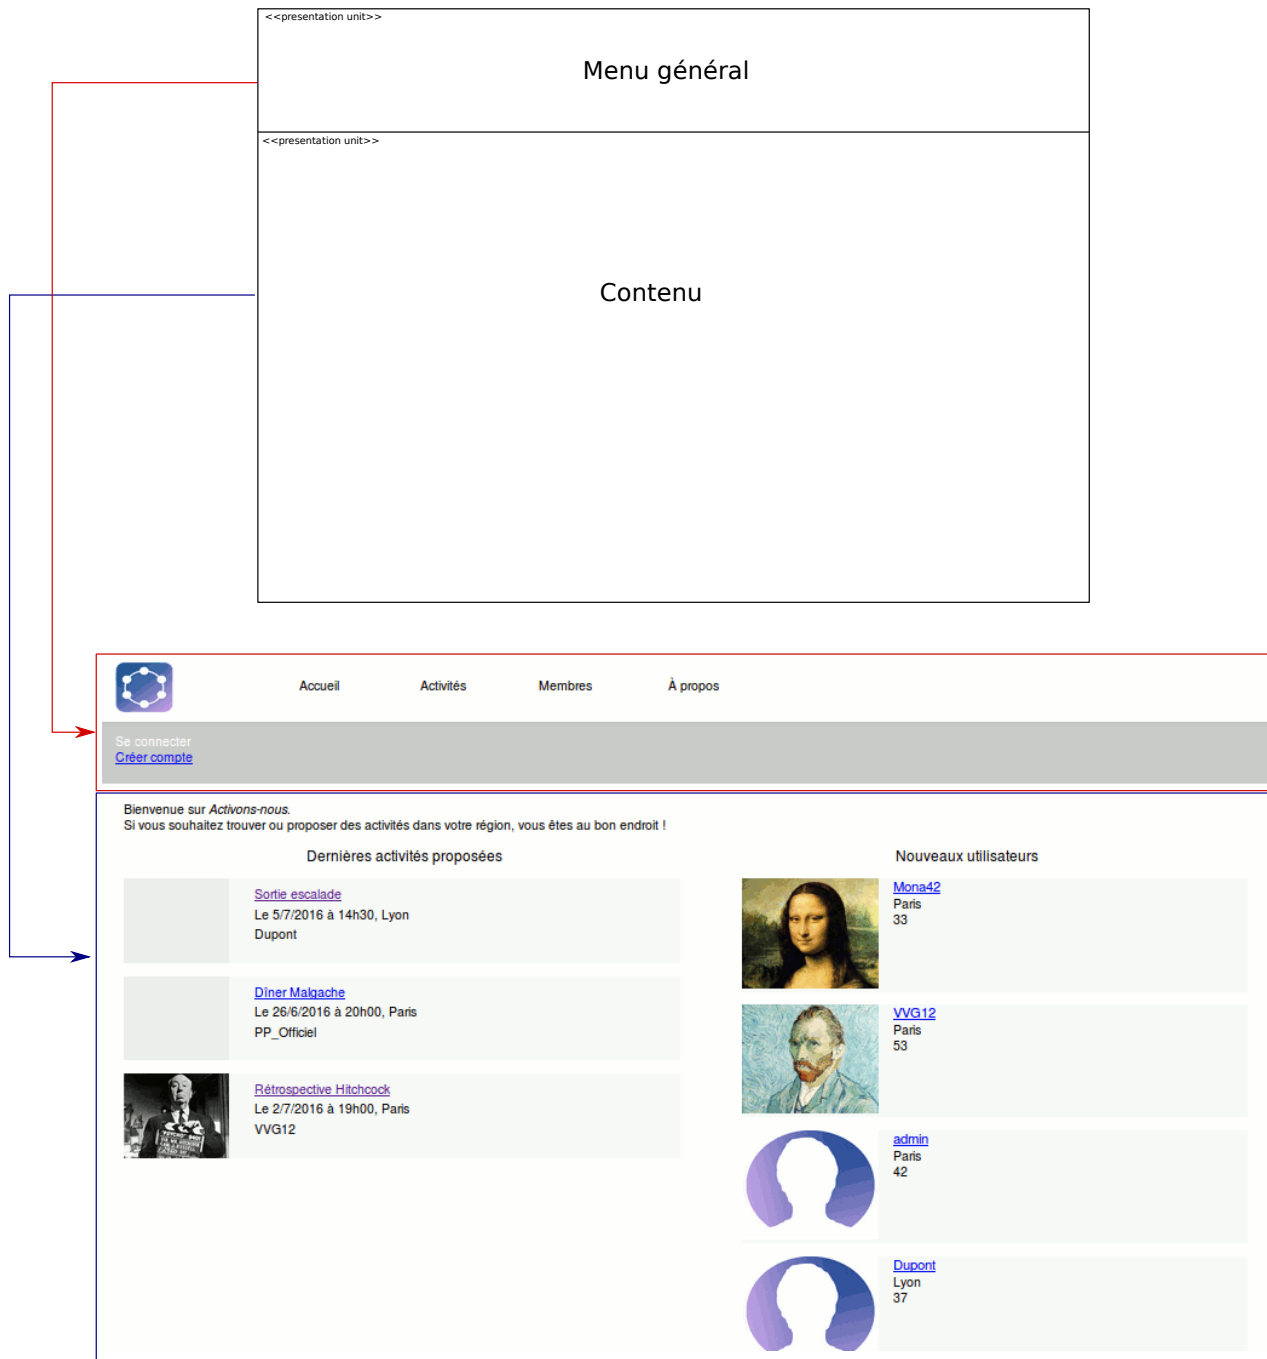 <<presentation unit>>
Menu général
<<presentation unit>>
Contenu
Accueil Activités Membres À propos
Se connecter
Créer compte
Bienvenue sur Activons-nous.
Si vous souhaitez trouver ou proposer des activités dans votre région, vous êtes au bon endroit !
Dernières activités proposées
Sortie escalade
Le 5/7/2016 à 14h30, Lyon
Dupont
Dîner Malgache
Le 26/6/2016 à 20h00, Paris
PP_Officiel
Rétrospective Hitchcock
Le 2/7/2016 à 19h00, Paris
VVG12
Nouveaux utilisateurs
Mona42
Paris
33
VVG12
Paris
53
admin
Paris
42
Dupont
Lyon
37